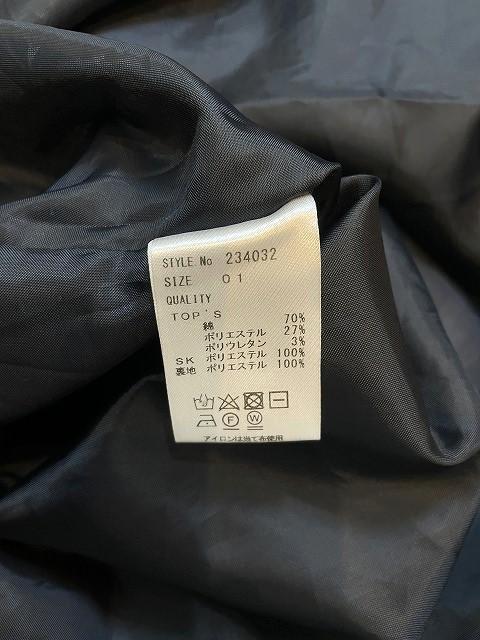 STYLE No 234032
SIZE 01
QUALITY
TOP'S
綿 70%
ポリエステル 27%
ポリウレタン 3%
SK ポリエステル 100%
裏地 ポリエステル 100%
F W
アイロンは当て布使用